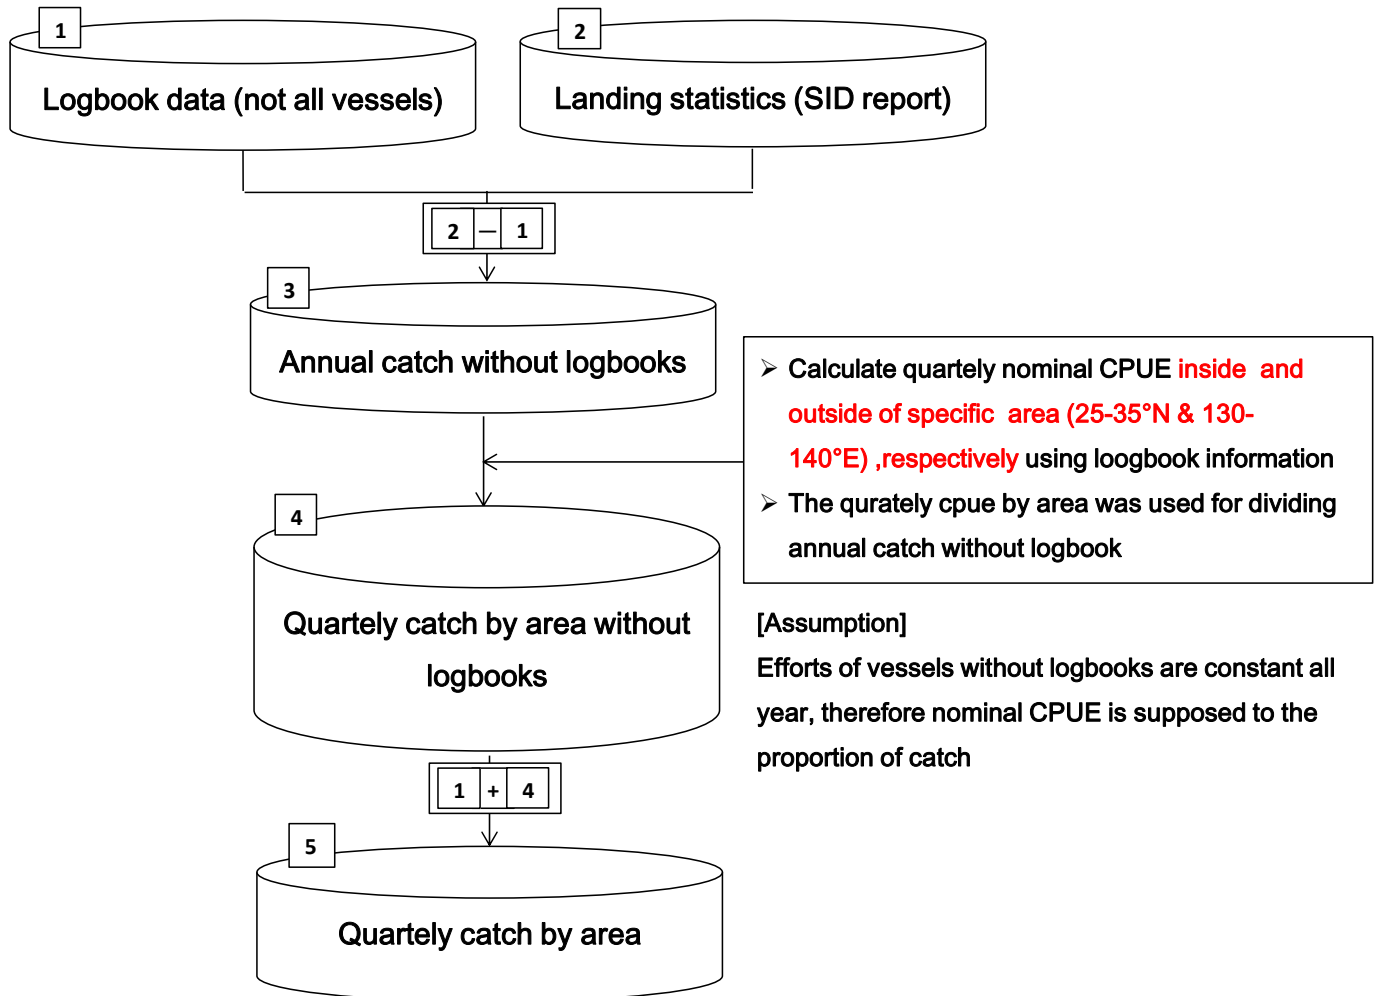 1
Logbook data (not all vessels)
2
Landing statistics (SID report)
2 — 1
3
Annual catch without logbooks
➢ Calculate quartely nominal CPUE inside and
outside of specific area (25-35°N & 130-
140°E) ,respectively using loogbook information
➢ The qurately cpue by area was used for dividing
annual catch without logbook
4
Quartely catch by area without
logbooks
[Assumption]
Efforts of vessels without logbooks are constant all
year, therefore nominal CPUE is supposed to the
proportion of catch
1 + 4
5
Quartely catch by area